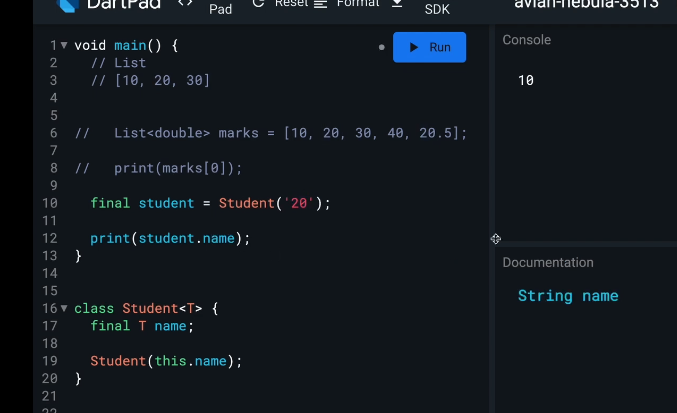 DartPad <> Pad Reset Format SDK avian-nebula-3513
1 void main() {
2 // List
3 // [10, 20, 30]
4
5
6 // List<double> marks = [10, 20, 30, 40, 20.5];
7
8 // print(marks[0]);
9
10 final student = Student('20');
11
12 print(student.name);
13 }
14
15
16 class Student<T> {
17 final T name;
18
19 Student(this.name);
20 }
21
Run
Console
10
Documentation
String name